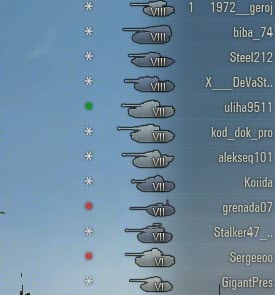 * VIII 1 1972__geroj
* VIII biba_74
* VIII Steel212
* VIII X___DeVaSt..
VII uliha9511
* VII kod_dok_pro
* VII alekseq101
* VII Koiida
VII grenada07
* VII Stalker47_..
VI Sergeeoo
* VI GigantPres